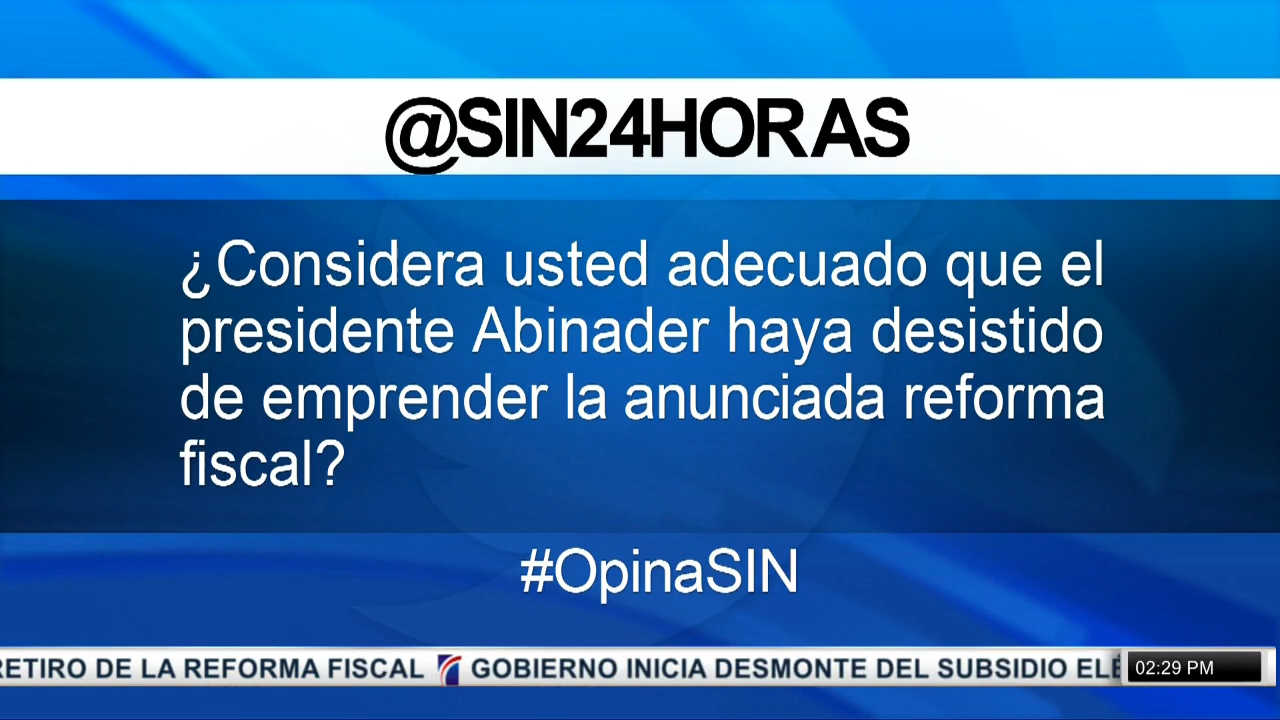 @SIN24HORAS
¿Considera usted adecuado que el
presidente Abinader haya desistido
de emprender la anunciada reforma
fiscal?
#OpinaSIN
RETIRO DE LA REFORMA FISCAL GOBIERNO INICIA DESMONTE DEL SUBSIDIO
02:29 PM